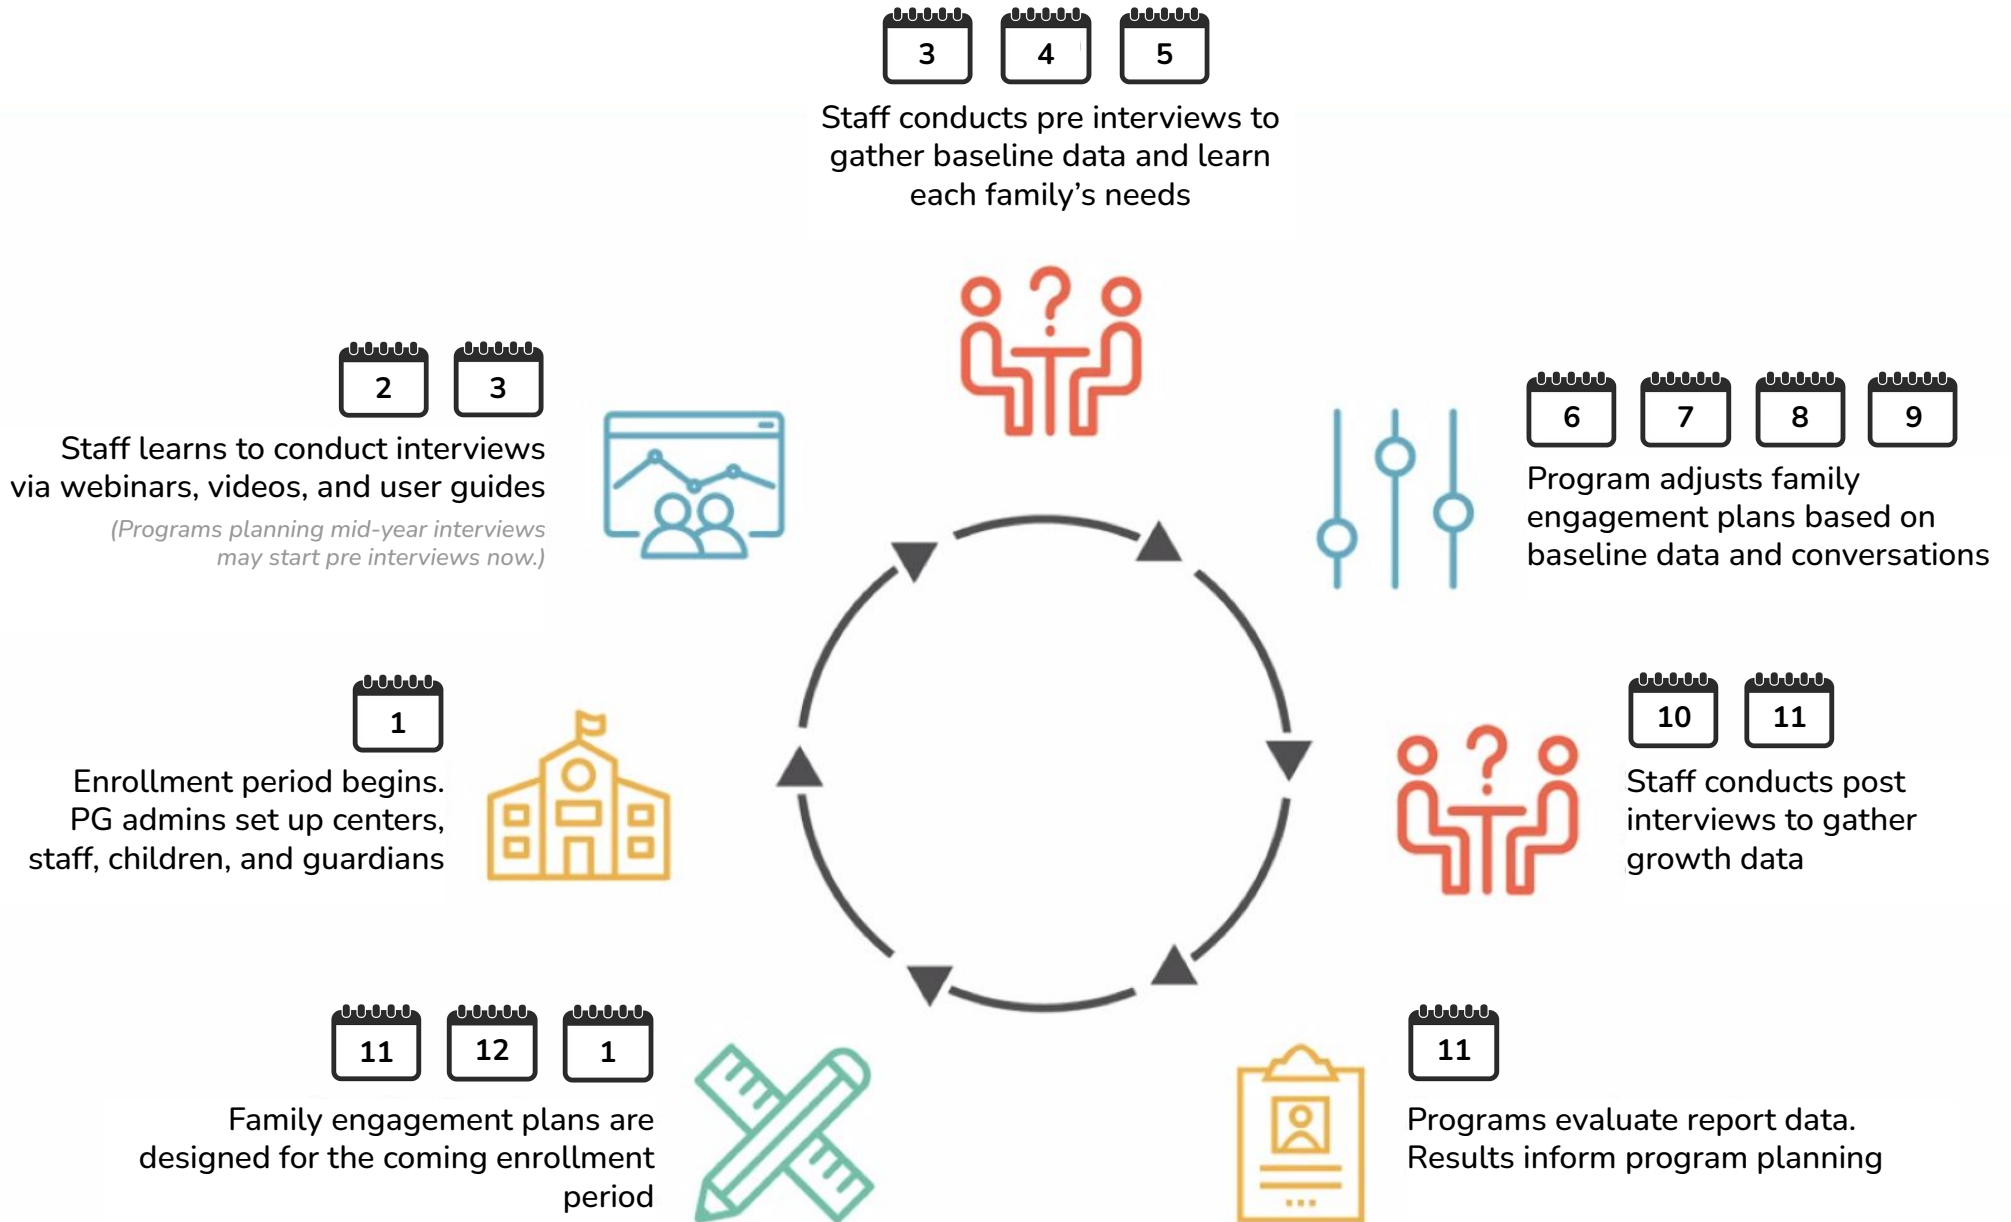 3 4 5
Staff conducts pre interviews to
gather baseline data and learn
each family’s needs
6 7 8 9
Program adjusts family
engagement plans based on
baseline data and conversations
10 11
Staff conducts post
interviews to gather
growth data
11
Programs evaluate report data.
Results inform program planning
11 12 1
Family engagement plans are
designed for the coming enrollment
period
1
Enrollment period begins.
PG admins set up centers,
staff, children, and guardians
2 3
Staff learns to conduct interviews
via webinars, videos, and user guides
(Programs planning mid-year interviews
may start pre interviews now.)